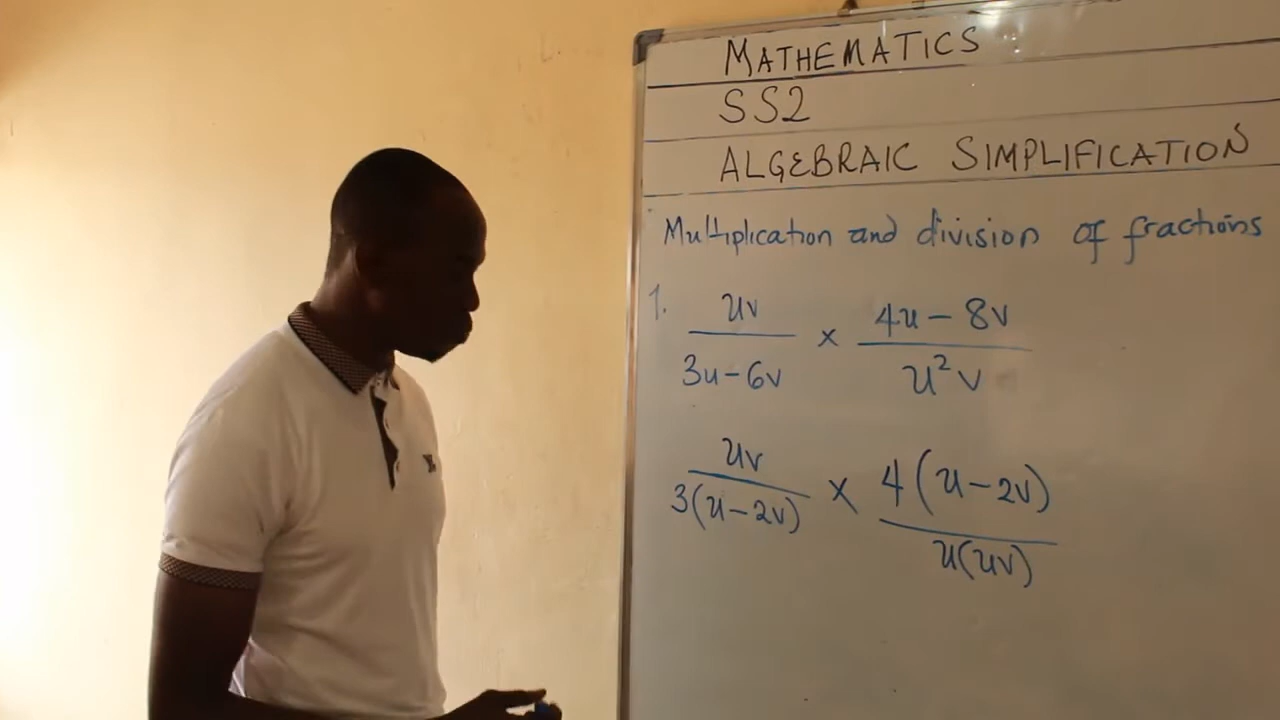 MATHEMATICS
SS2
ALGEBRAIC SIMPLIFICATION
Multiplication and division of fractions
1. uv/(3u-6v) × (4u-8v)/(u²v)
uv/(3(u-2v)) × 4(u-2v)/(u(uv))